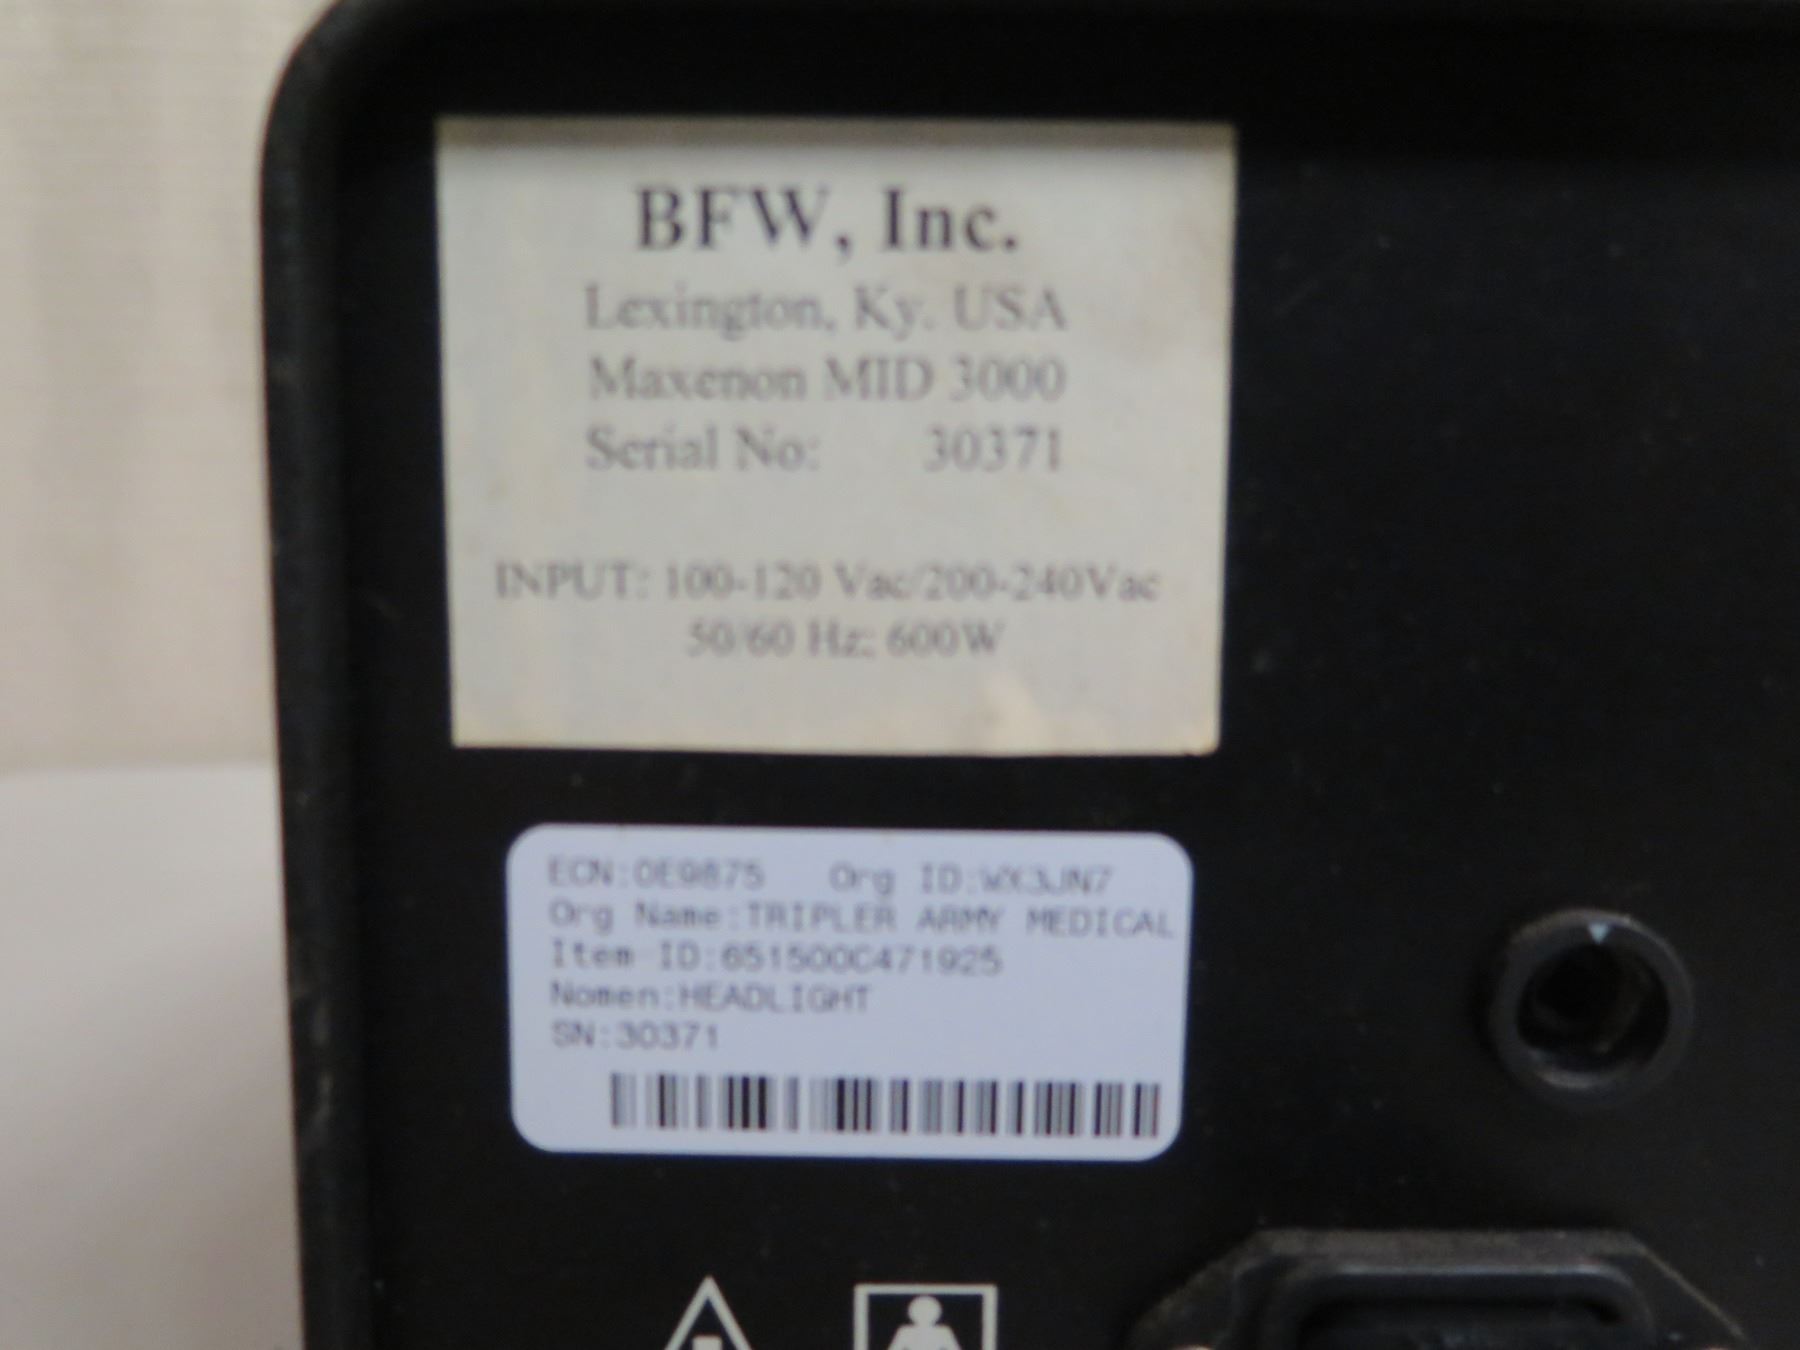 BFW, Inc.
Lexington, Ky. USA
Maxenon MID 3000
Serial No: 30371
INPUT: 100-120 Vac/200-240Vac
50/60 Hz; 600W
ECN:0E9875 Org ID:WX3JN7
Org Name:TRIPLER ARMY MEDICAL
Item ID:651500C471925
Nomen:HEADLIGHT
SN:30371